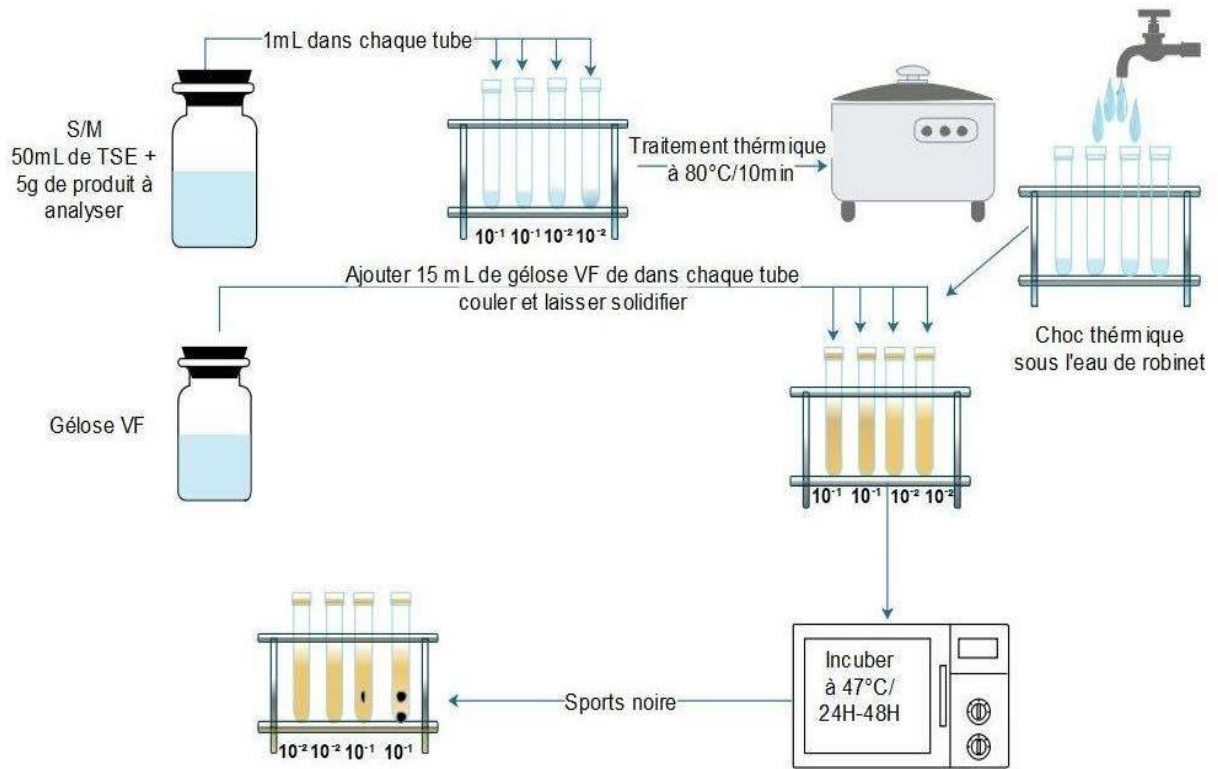 1mL dans chaque tube
S/M
50mL de TSE +
5g de produit à
analyser
Traitement thérmique
à 80°C/10min
10⁻¹ 10⁻¹ 10⁻² 10⁻²
Ajouter 15 mL de gélose VF de dans chaque tube
couler et laisser solidifier
Choc thérmique
sous l'eau de robinet
Gélose VF
10⁻¹ 10⁻¹ 10⁻² 10⁻²
Incuber
à 47°C/
24H-48H
Sports noire
10⁻² 10⁻² 10⁻¹ 10⁻¹